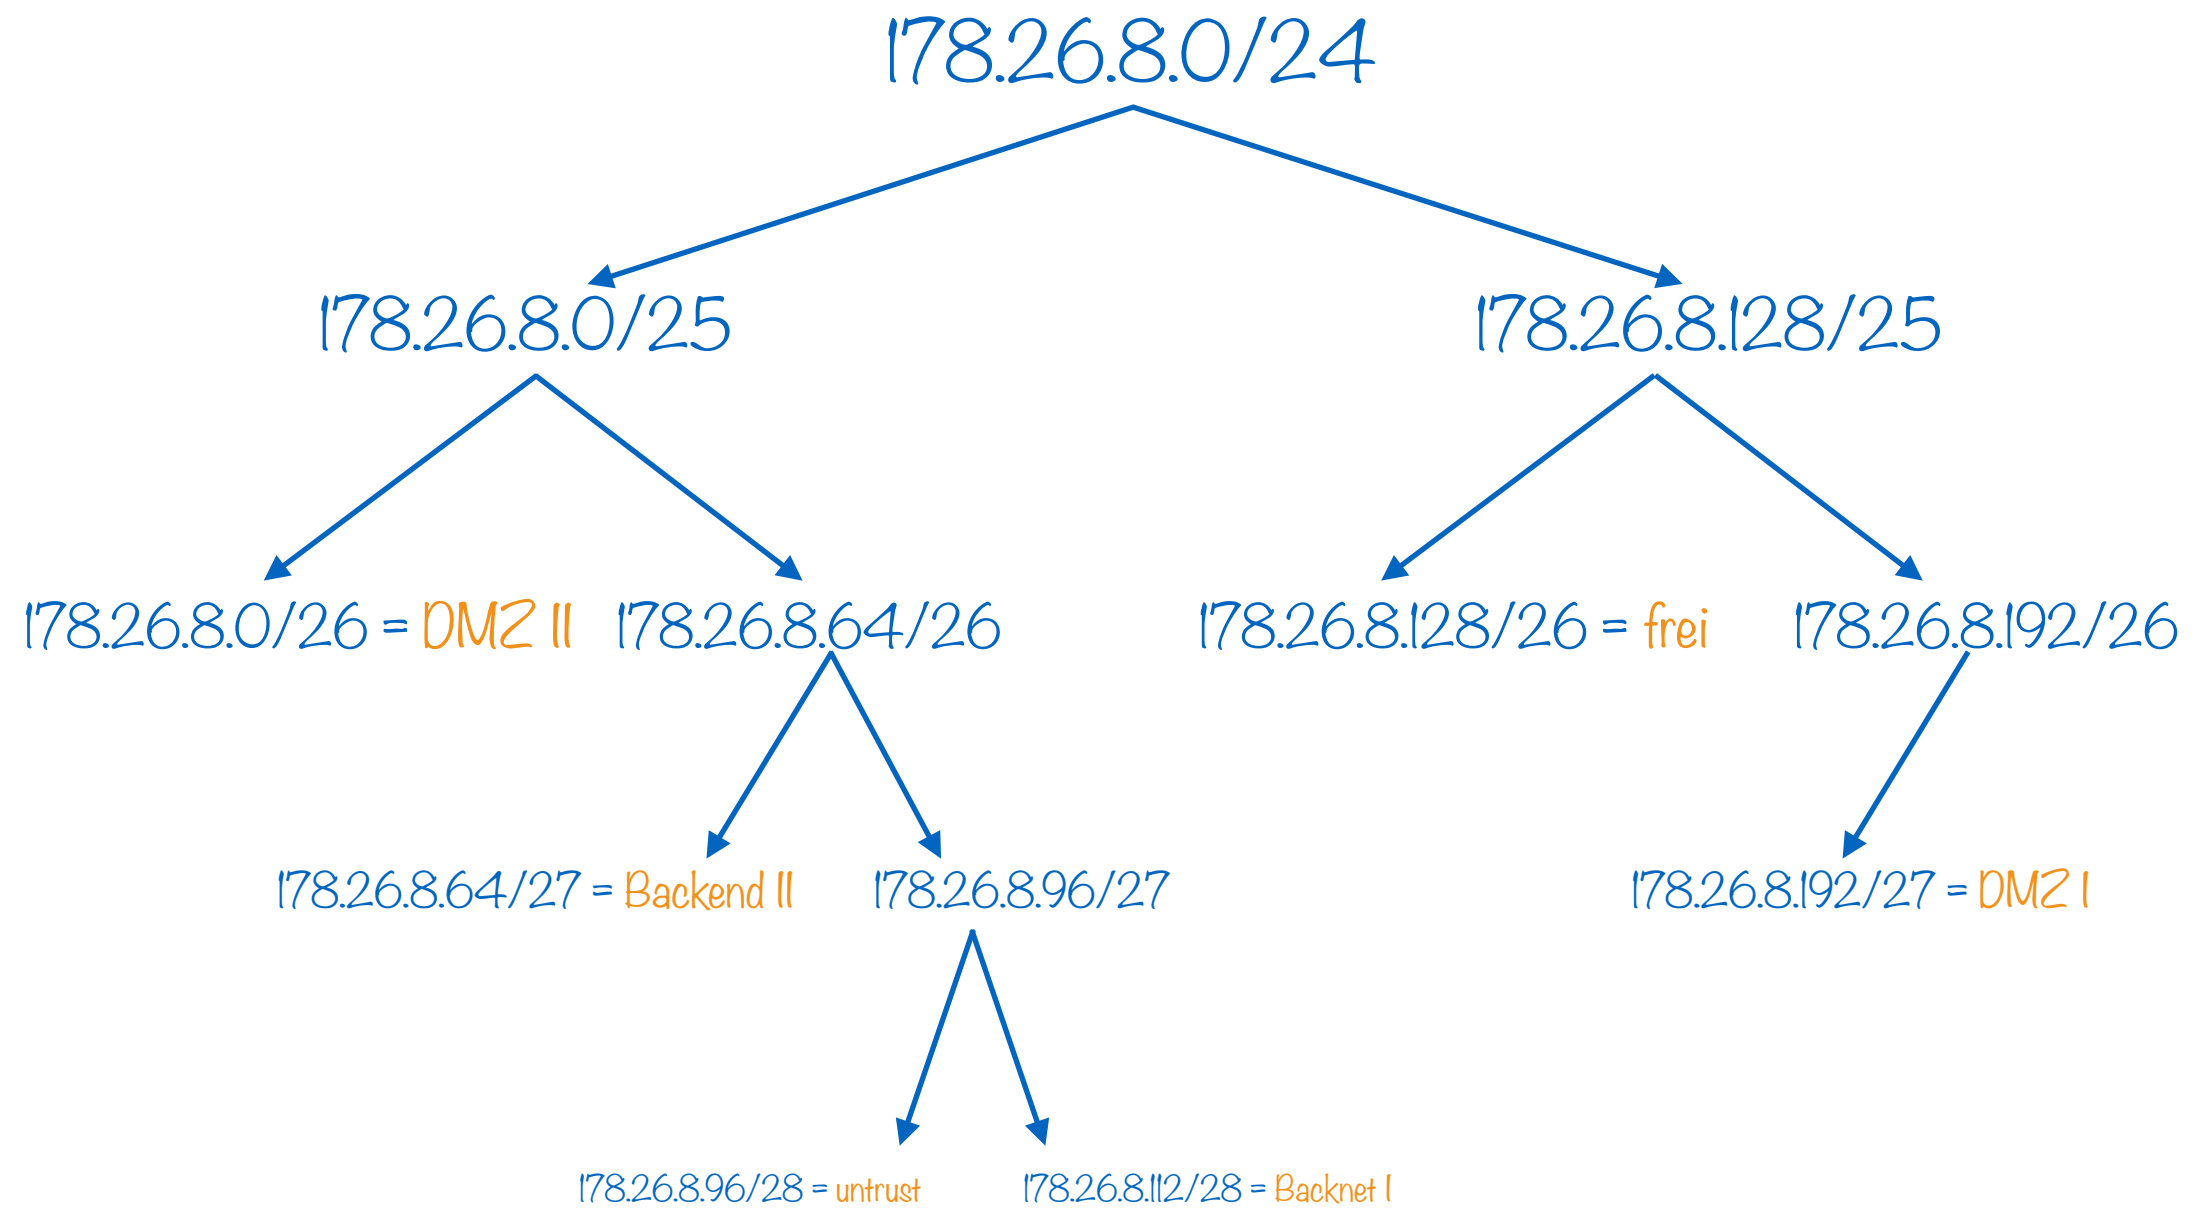 178.26.8.0/24
178.26.8.0/25
178.26.8.128/25
178.26.8.0/26 = DMZ II
178.26.8.64/26
178.26.8.128/26 = frei
178.26.8.192/26
178.26.8.64/27 = Backend II
178.26.8.96/27
178.26.8.192/27 = DMZ I
178.26.8.96/28 = untrust
178.26.8.112/28 = Backnet I